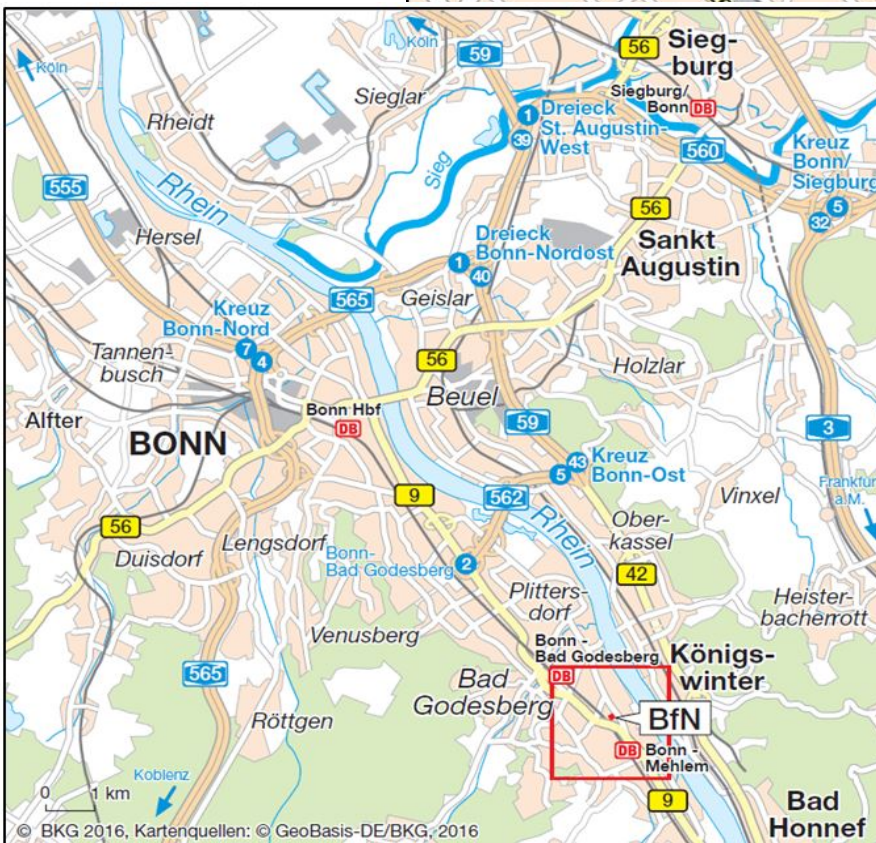 Köln
Köln
59
56
Sieg-
burg
Siegburg/
Bonn
DB
Sieglar
Rheidt
1
Dreieck
St. Augustin-
West
39
560
Kreuz
Bonn/
Siegburg
5
32
555
Rhein
Sieg
56
Sankt
Augustin
Hersel
Dreieck
Bonn-Nordost
1
40
565
Geislar
Kreuz
Bonn-Nord
7
4
Tannen-
busch
56
Holzlar
Beuel
Alfter
Bonn Hbf
DB
BONN
59
3
Kreuz
Bonn-Ost
43
5
9
562
Rhein
Vinxel
Frankfurt
a.M.
56
Duisdorf
Lengsdorf
Ober-
kassel
Bonn-
Bad Godesberg
2
42
Plitters-
dorf
Heister-
bacherrott
Venusberg
Bonn -
Bad Godesberg
DB
Königs-
winter
565
Bad
Godesberg
Röttgen
BfN
DB
Bonn -
Mehlem
Koblenz
0
1 km
9
Bad
Honnef
© BKG 2016, Kartenquellen: © GeoBasis-DE/BKG, 2016